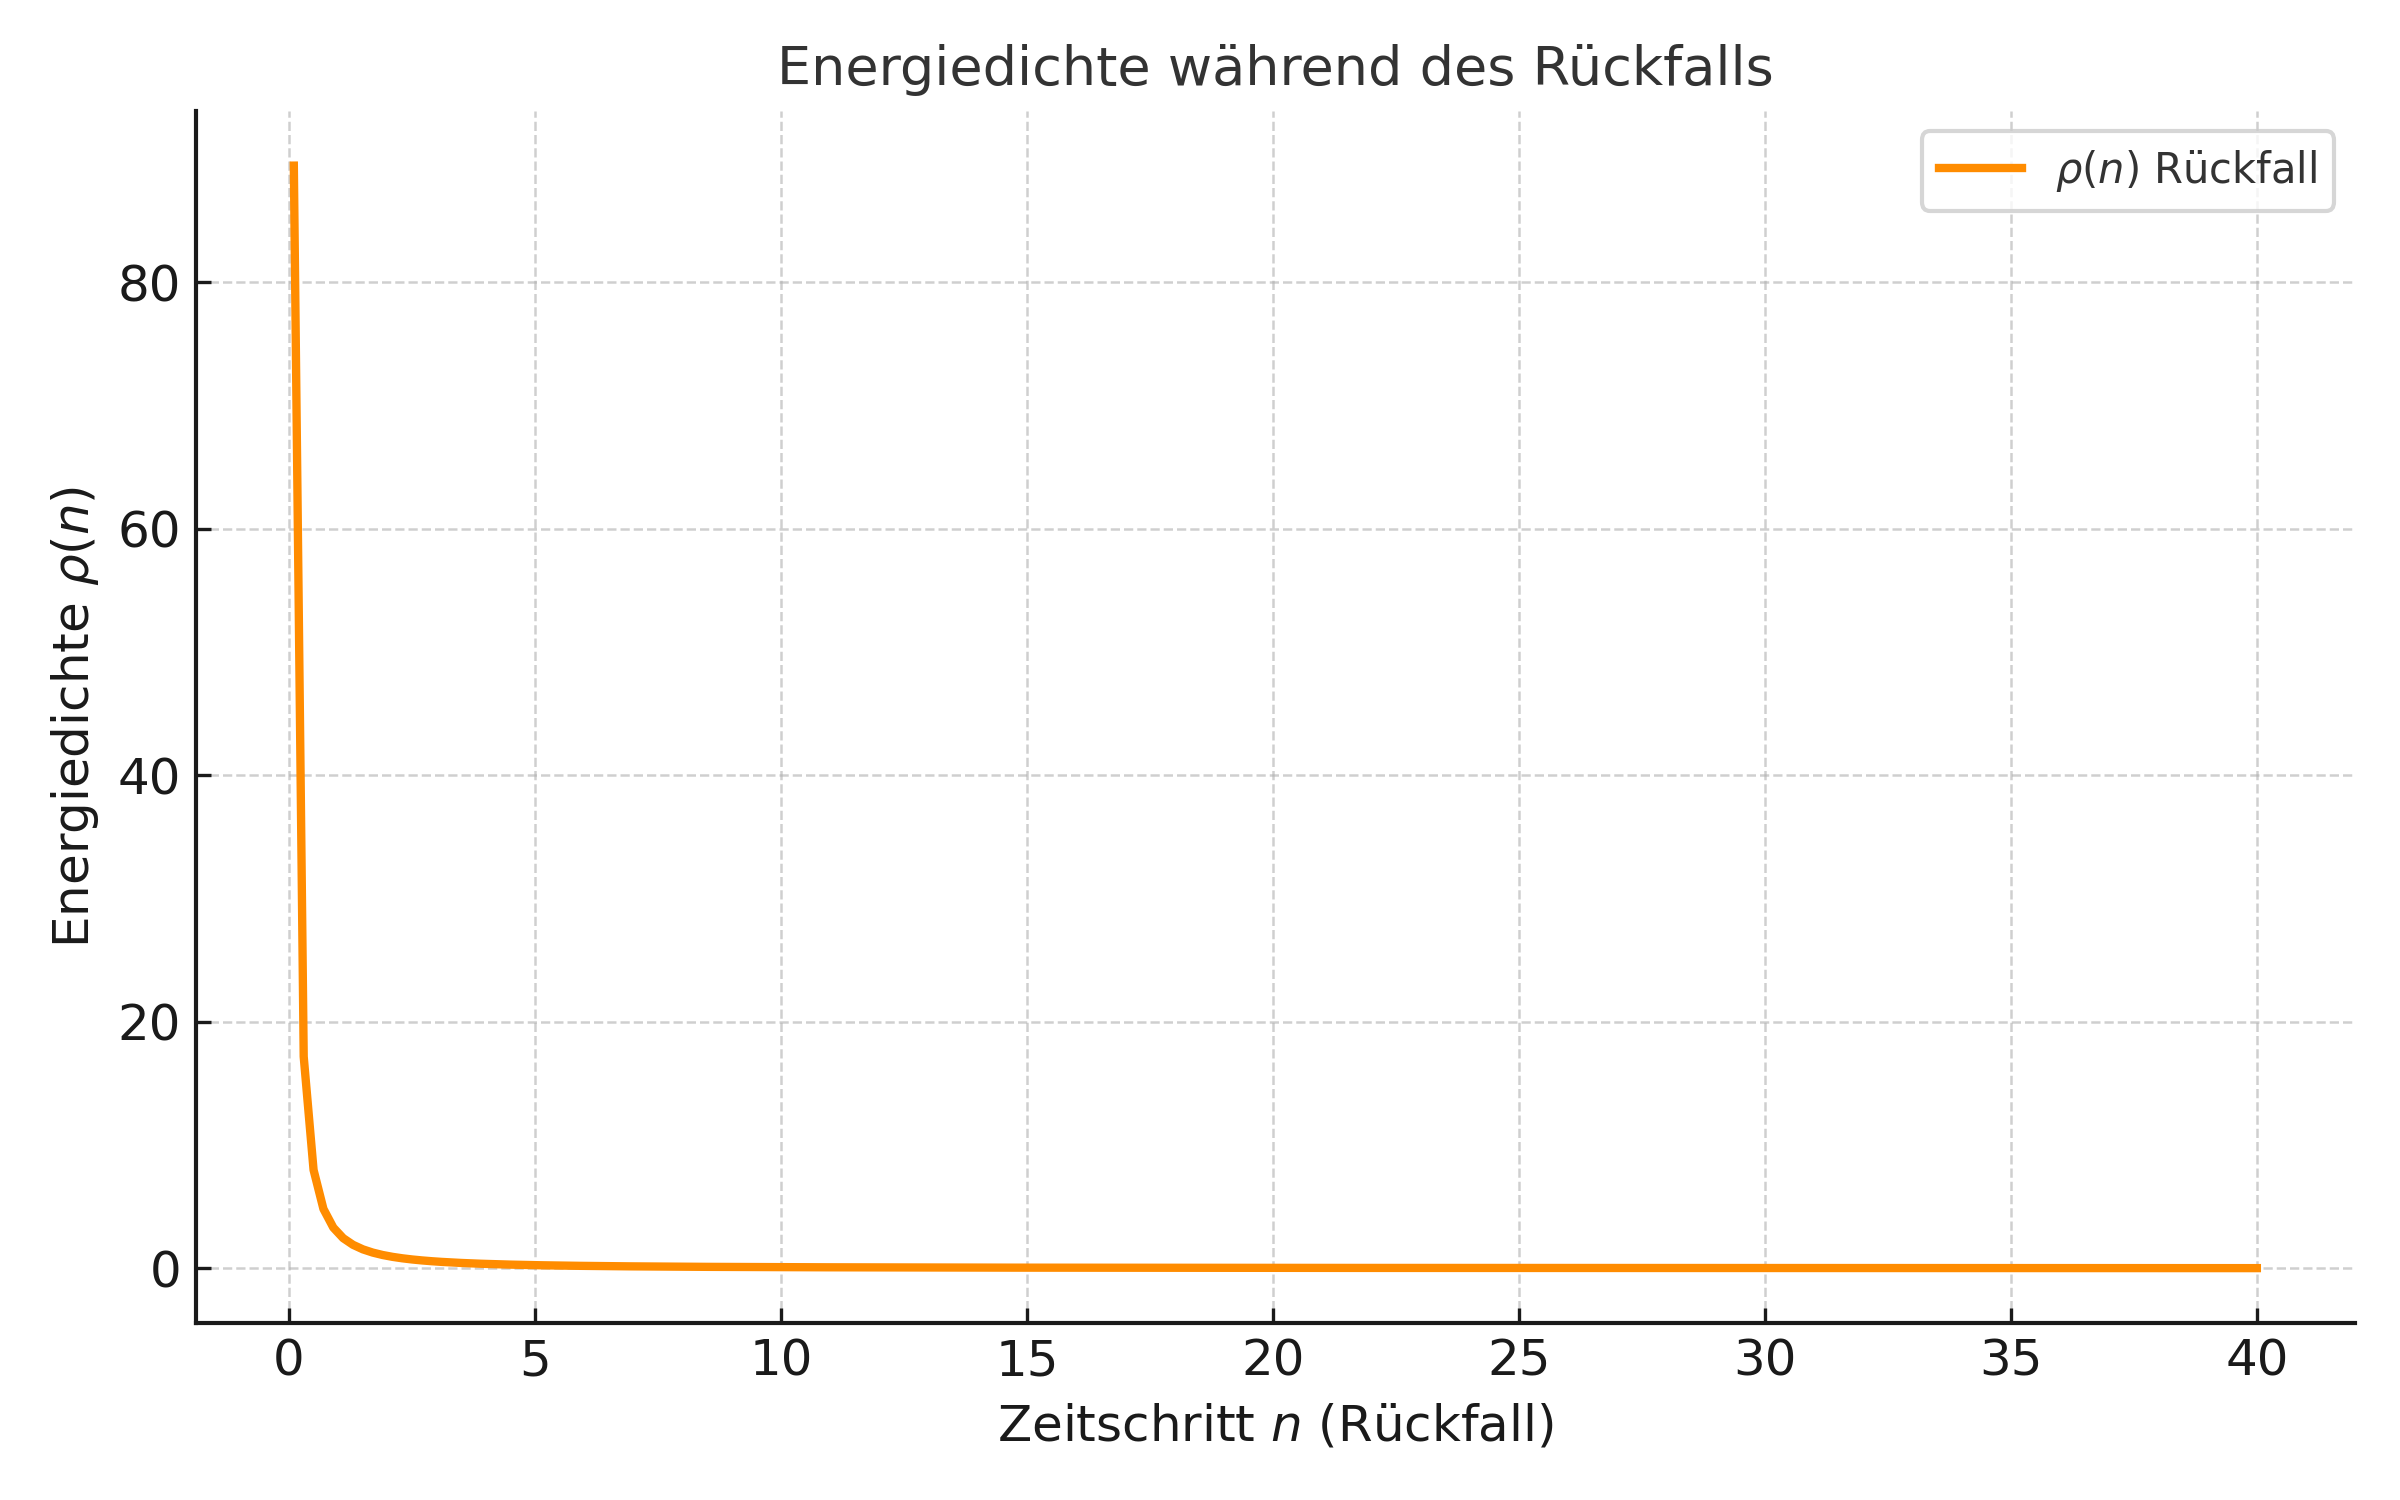 Energiedichte während des Rückfalls
ρ(n) Rückfall
Energiedichte ρ(n)
80
60
40
20
0
0 5 10 15 20 25 30 35 40
Zeitschritt n (Rückfall)